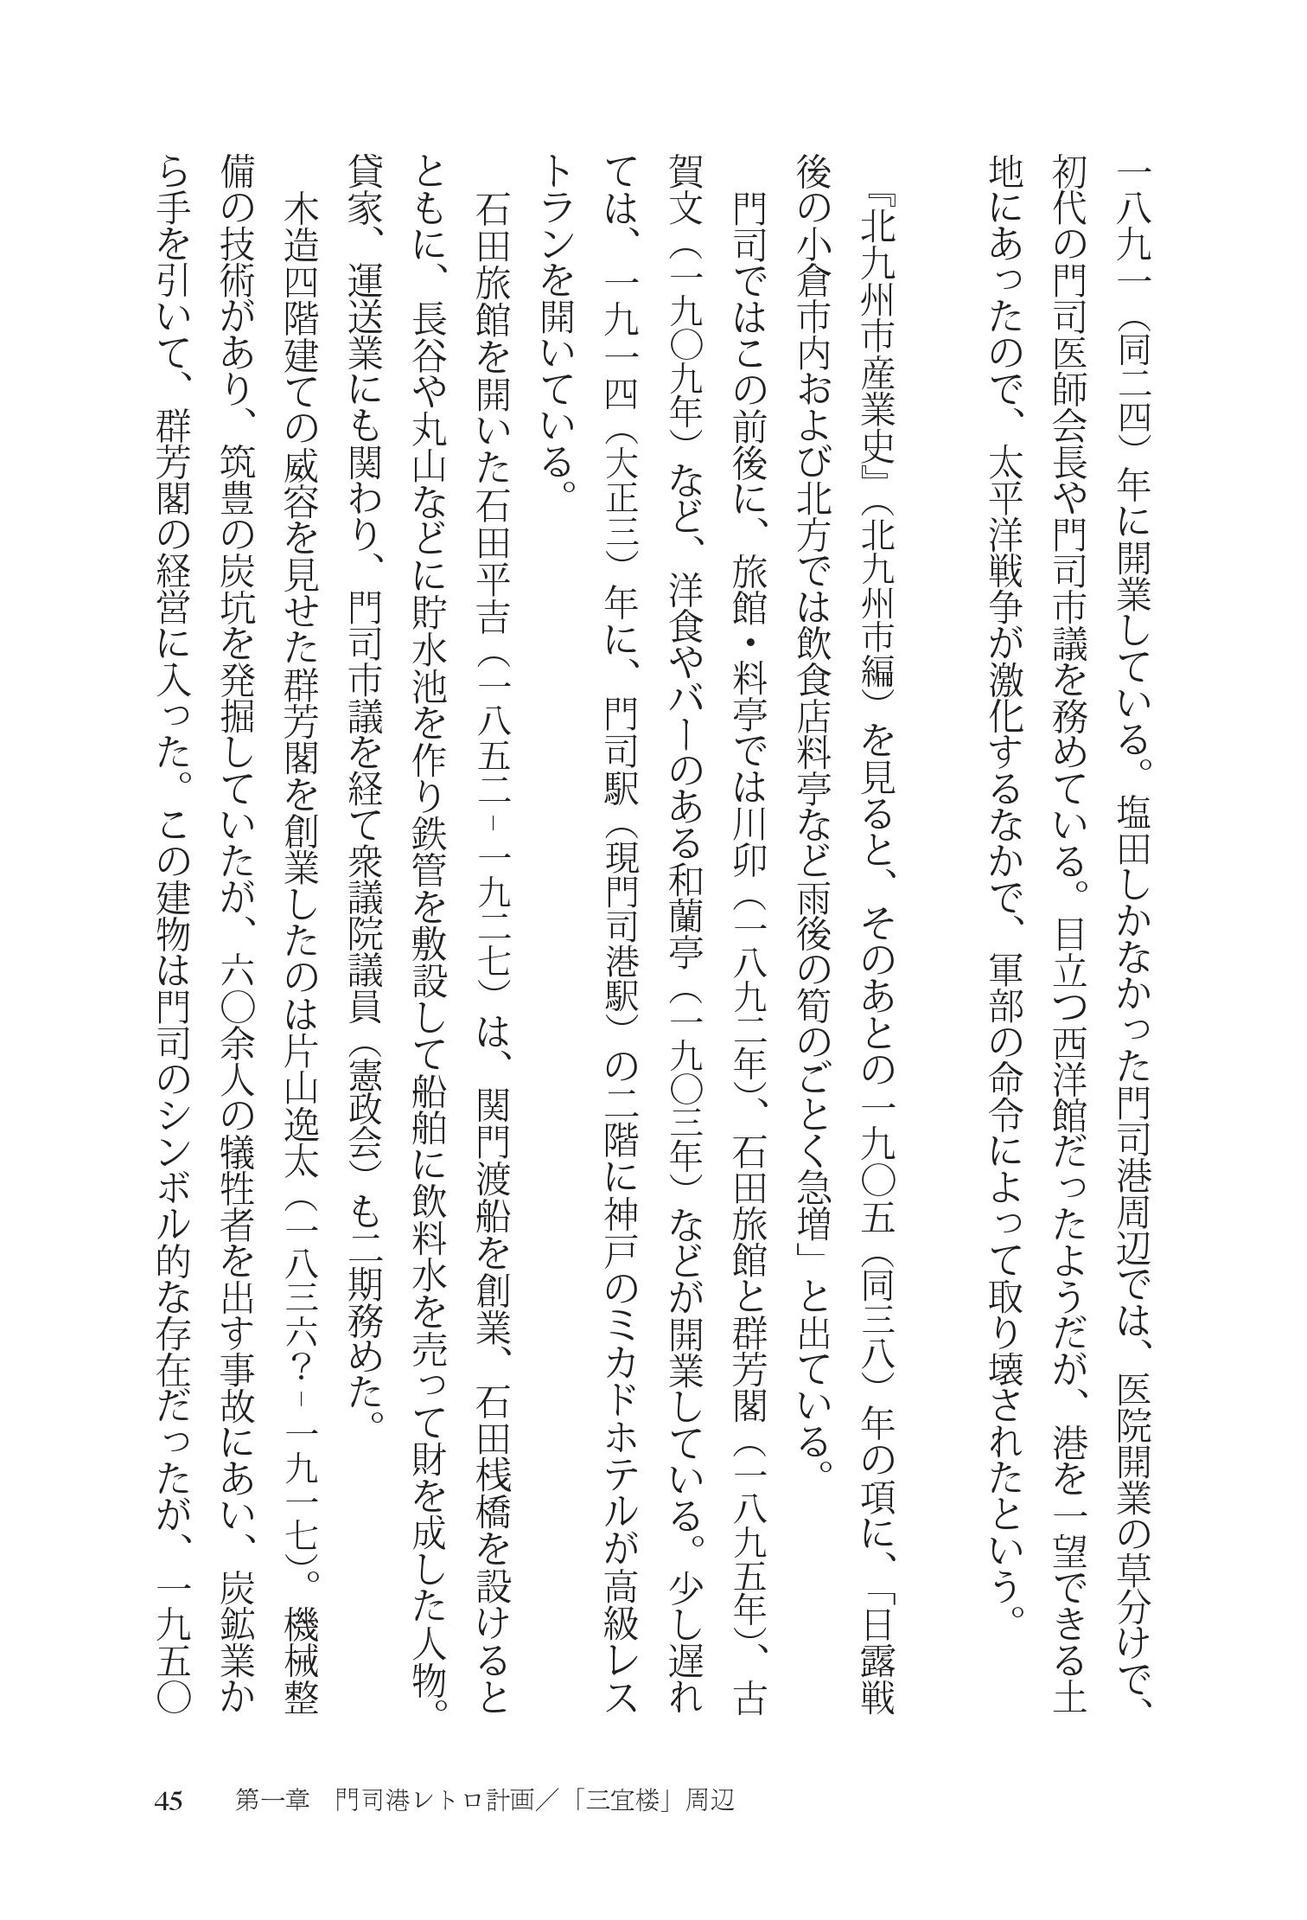 一八九一（同二四）年に開業している。塩田しかなかった門司港周辺では、医院開業の草分けで、
初代の門司医師会長や門司市議を務めている。目立つ西洋館だったようだが、港を一望できる土
地にあったので、太平洋戦争が激化するなかで、軍部の命令によって取り壊されたという。
『北九州市産業史』（北九州市編）を見ると、そのあとの一九〇五（同三八）年の項に、「日露戦
後の小倉市内および北方では飲食店料亭など雨後の筍のごとく急増」と出ている。
門司ではこの前後に、旅館・料亭では川卯（一八九二年）、石田旅館と群芳閣（一八九五年）、古
賀文（一九〇九年）など、洋食やバーのある和蘭亭（一九〇三年）などが開業している。少し遅れ
ては、一九一四（大正三）年に、門司駅（現門司港駅）の二階に神戸のミカドホテルが高級レス
トランを開いている。
石田旅館を開いた石田平吉（一八五二－一九二七）は、関門渡船を創業、石田桟橋を設けると
ともに、長谷や丸山などに貯水池を作り鉄管を敷設して船舶に飲料水を売って財を成した人物。
貸家、運送業にも関わり、門司市議を経て衆議院議員（憲政会）も二期務めた。
木造四階建ての威容を見せた群芳閣を創業したのは片山逸太（一八三六？－一九一七）。機械整
備の技術があり、筑豊の炭坑を発掘していたが、六〇余人の犠牲者を出す事故にあい、炭鉱業か
ら手を引いて、群芳閣の経営に入った。この建物は門司のシンボル的な存在だったが、一九五〇
45　第一章　門司港レトロ計画／「三宜楼」周辺